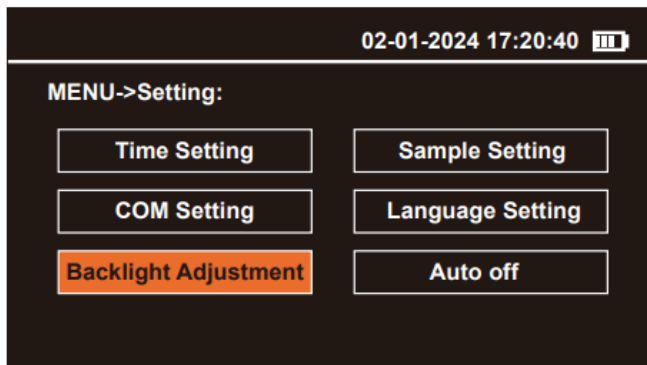 02-01-2024 17:20:40
MENU->Setting:
Time Setting
Sample Setting
COM Setting
Language Setting
Backlight Adjustment
Auto off